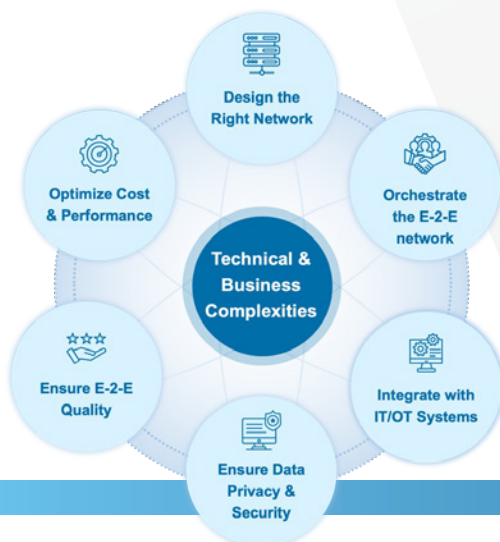 Design the
Right Network
Optimize Cost
& Performance
Orchestrate
the E-2-E
network
Technical &
Business
Complexities
Ensure E-2-E
Quality
Integrate with
IT/OT Systems
Ensure Data
Privacy &
Security